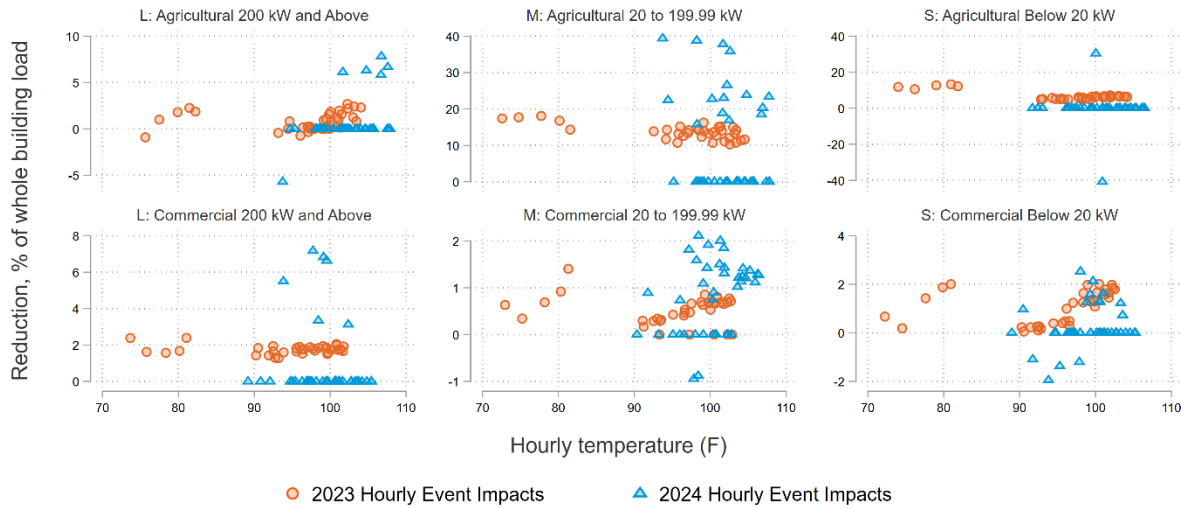 L: Agricultural 200 kW and Above
M: Agricultural 20 to 199.99 kW
S: Agricultural Below 20 kW
10
5
0
-5
40
30
20
10
0
40
20
0
-20
-40
L: Commercial 200 kW and Above
M: Commercial 20 to 199.99 kW
S: Commercial Below 20 kW
8
6
4
2
0
2
1
0
-1
4
2
0
-2
70 80 90 100 110
70 80 90 100 110
70 80 90 100 110
Reduction, % of whole building load
Hourly temperature (F)
2023 Hourly Event Impacts
2024 Hourly Event Impacts